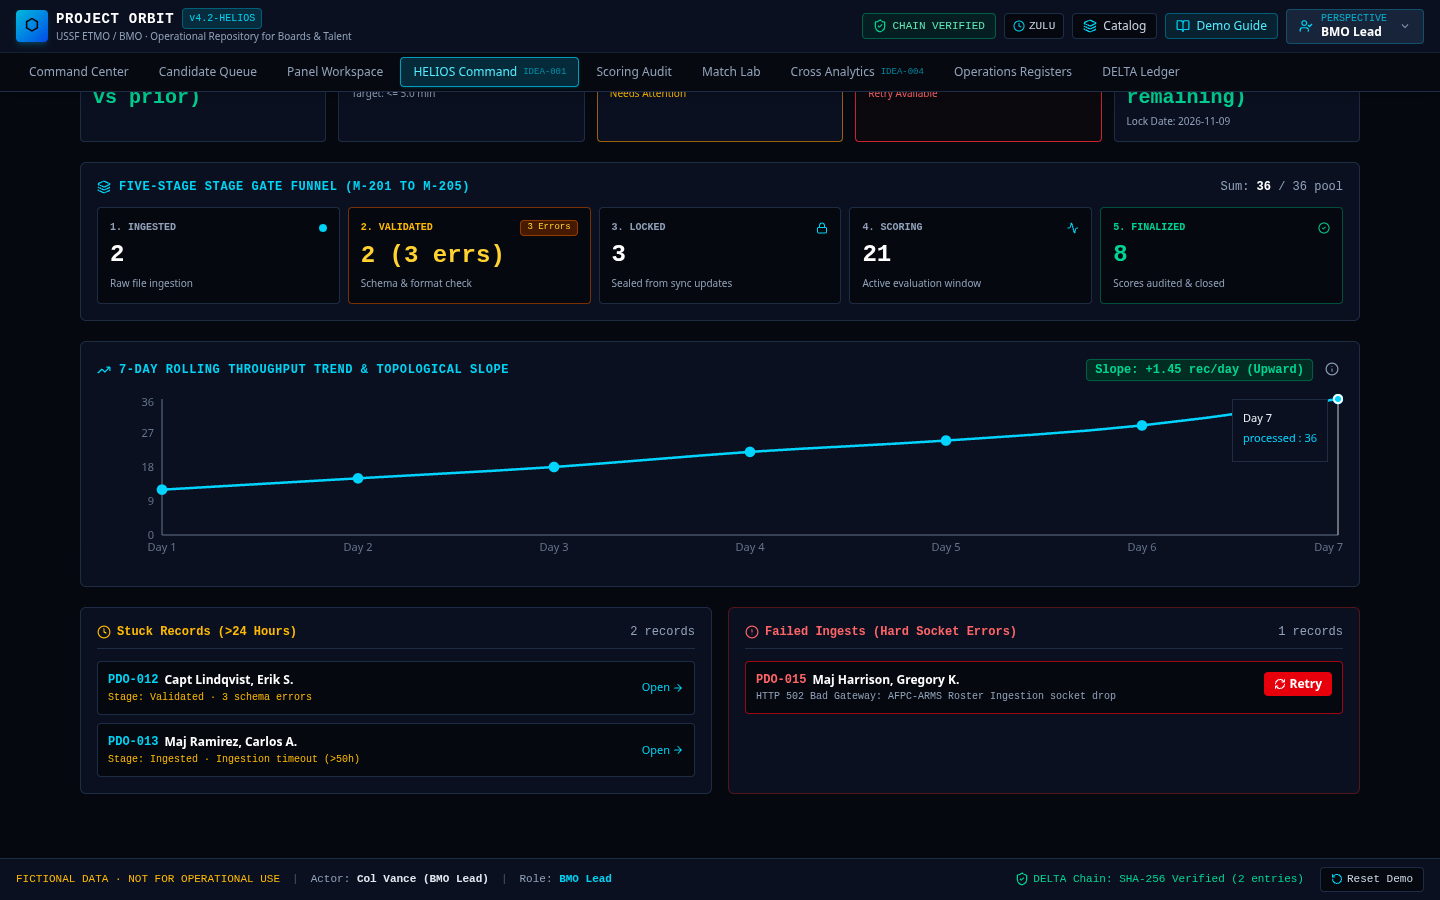 PROJECT ORBIT v4.2-HELIOS
USSF ETMO / BMO · Operational Repository for Boards & Talent
CHAIN VERIFIED
ZULU
Catalog
Demo Guide
PERSPECTIVE
BMO Lead
Command Center
Candidate Queue
Panel Workspace
HELIOS Command IDEA-001
Scoring Audit
Match Lab
Cross Analytics IDEA-004
Operations Registers
DELTA Ledger
vs prior)
Target: <= 5.0 min
Needs Attention
Retry Available
remaining)
Lock Date: 2026-11-09
FIVE-STAGE STAGE GATE FUNNEL (M-201 TO M-205)
Sum: 36 / 36 pool
1. INGESTED
2
Raw file ingestion
2. VALIDATED
3 Errors
2 (3 errs)
Schema & format check
3. LOCKED
3
Sealed from sync updates
4. SCORING
21
Active evaluation window
5. FINALIZED
8
Scores audited & closed
7-DAY ROLLING THROUGHPUT TREND & TOPOLOGICAL SLOPE
Slope: +1.45 rec/day (Upward)
36
27
18
9
0
Day 7
processed : 36
Day 1
Day 2
Day 3
Day 4
Day 5
Day 6
Day 7
Stuck Records (>24 Hours)
2 records
PDO-012 Capt Lindqvist, Erik S.
Stage: Validated · 3 schema errors
Open
PDO-013 Maj Ramirez, Carlos A.
Stage: Ingested · Ingestion timeout (>50h)
Open
Failed Ingests (Hard Socket Errors)
1 records
PDO-015 Maj Harrison, Gregory K.
HTTP 502 Bad Gateway: AFPC-ARMS Roster Ingestion socket drop
Retry
FICTIONAL DATA · NOT FOR OPERATIONAL USE | Actor: Col Vance (BMO Lead) | Role: BMO Lead
DELTA Chain: SHA-256 Verified (2 entries)
Reset Demo